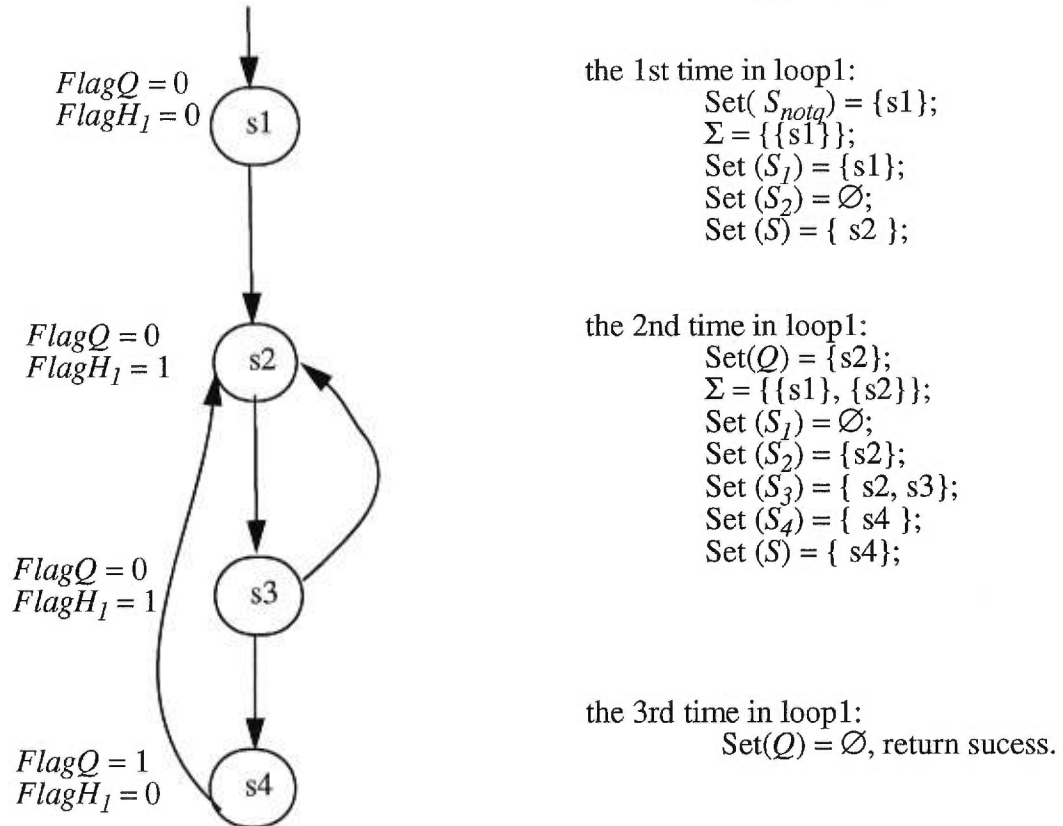 FlagQ = 0
FlagH1 = 0
s1
FlagQ = 0
FlagH1 = 1
s2
FlagQ = 0
FlagH1 = 1
s3
FlagQ = 1
FlagH1 = 0
s4
the 1st time in loop1:
Set( Snotq) = {s1};
Σ = {{s1}};
Set (S1) = {s1};
Set (S2) = ∅;
Set (S) = { s2 };
the 2nd time in loop1:
Set(Q) = {s2};
Σ = {{s1}, {s2}};
Set (S1) = ∅;
Set (S2) = {s2};
Set (S3) = { s2, s3};
Set (S4) = { s4 };
Set (S) = { s4};
the 3rd time in loop1:
Set(Q) = ∅, return sucess.